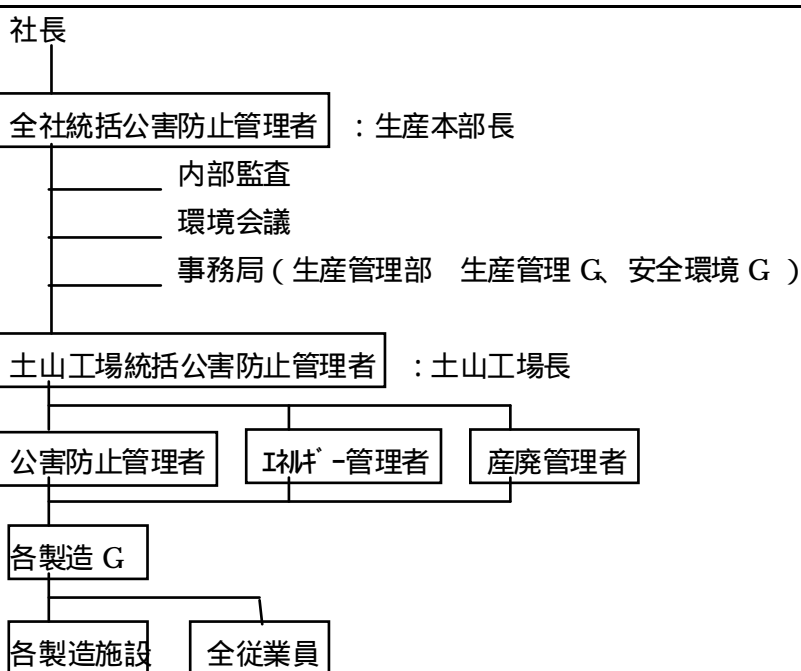 社長
全社統括公害防止管理者 ：生産本部長
内部監査
環境会議
事務局（生産管理部 生産管理G、安全環境G ）
土山工場統括公害防止管理者 ：土山工場長
公害防止管理者 ｴﾈﾙｷﾞｰ管理者 産廃管理者
各製造G
各製造施設 全従業員